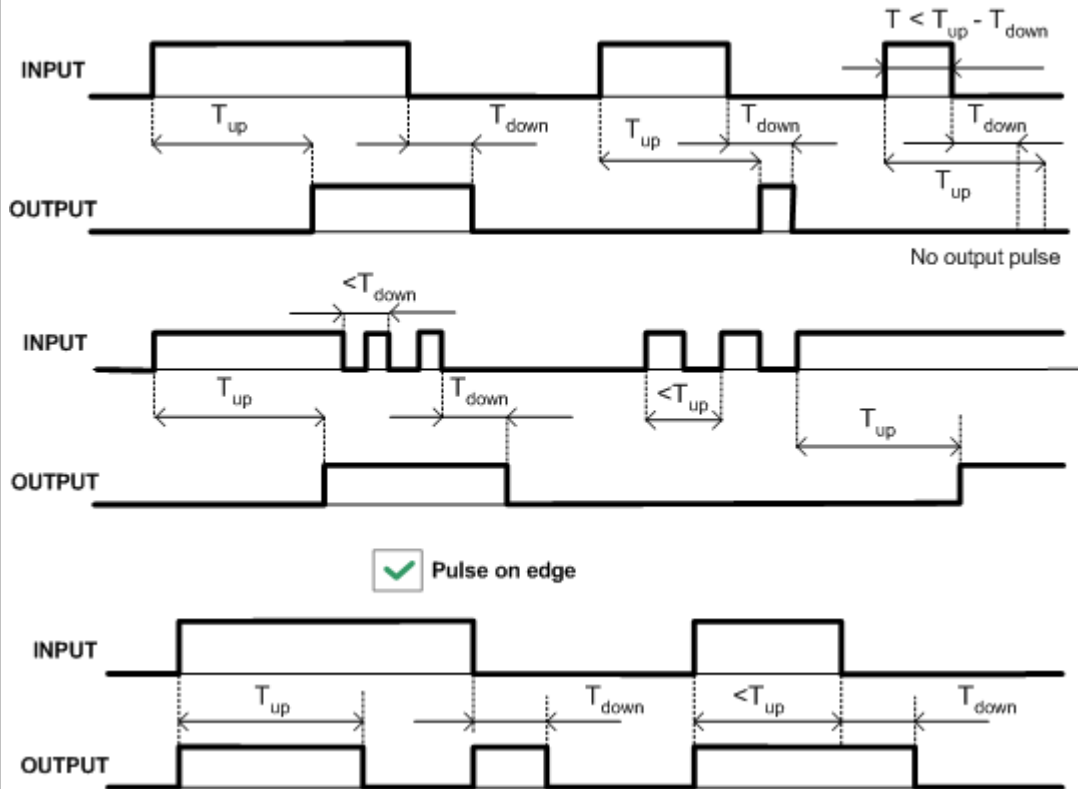 T < Tup - Tdown
INPUT
Tup
Tdown
Tup
Tdown
Tdown
Tup
OUTPUT
No output pulse
<Tdown
INPUT
Tup
Tdown
<Tup
Tup
OUTPUT
Pulse on edge
INPUT
Tup
Tdown
<Tup
Tdown
OUTPUT